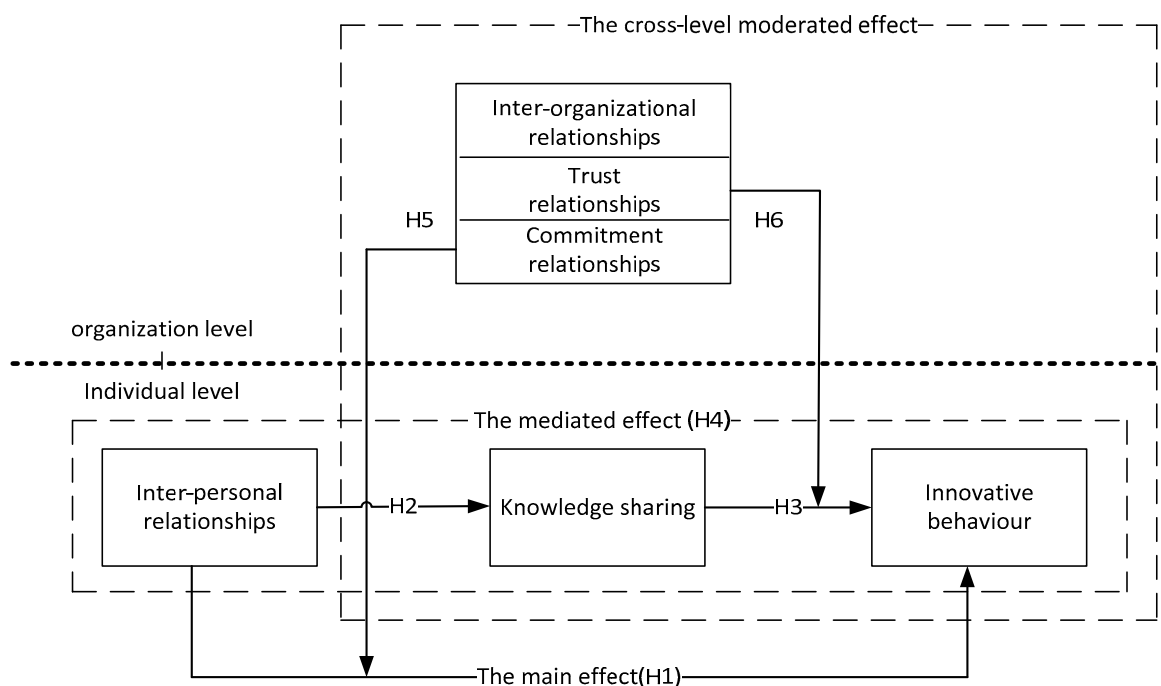 The cross-level moderated effect
Inter-organizational
relationships
Trust
relationships
Commitment
relationships
H5
H6
organization level
Individual level
The mediated effect (H4)
Inter-personal
relationships
H2
Knowledge sharing
H3
Innovative
behaviour
The main effect(H1)